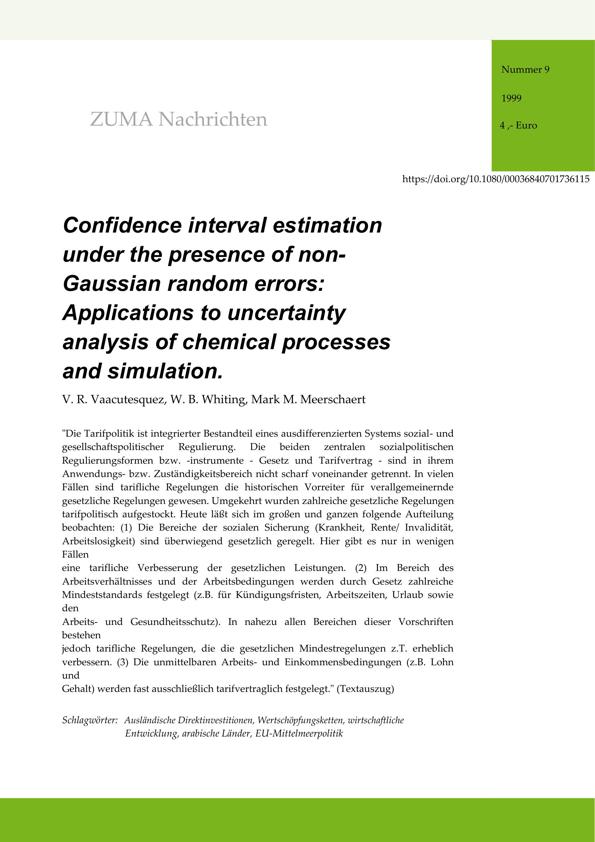 Nummer 9
1999
4 ,- Euro
ZUMA Nachrichten
https://doi.org/10.1080/00036840701736115
Confidence interval estimation
under the presence of non-
Gaussian random errors:
Applications to uncertainty
analysis of chemical processes
and simulation.
V. R. Vaacutesquez, W. B. Whiting, Mark M. Meerschaert
"Die Tarifpolitik ist integrierter Bestandteil eines ausdifferenzierten Systems sozial- und
gesellschaftspolitischer Regulierung. Die beiden zentralen sozialpolitischen
Regulierungsformen bzw. -instrumente - Gesetz und Tarifvertrag - sind in ihrem
Anwendungs- bzw. Zuständigkeitsbereich nicht scharf voneinander getrennt. In vielen
Fällen sind tarifliche Regelungen die historischen Vorreiter für verallgemeinernde
gesetzliche Regelungen gewesen. Umgekehrt wurden zahlreiche gesetzliche Regelungen
tarifpolitisch aufgestockt. Heute läßt sich im großen und ganzen folgende Aufteilung
beobachten: (1) Die Bereiche der sozialen Sicherung (Krankheit, Rente/ Invalidität,
Arbeitslosigkeit) sind überwiegend gesetzlich geregelt. Hier gibt es nur in wenigen
Fällen
eine tarifliche Verbesserung der gesetzlichen Leistungen. (2) Im Bereich des
Arbeitsverhältnisses und der Arbeitsbedingungen werden durch Gesetz zahlreiche
Mindeststandards festgelegt (z.B. für Kündigungsfristen, Arbeitszeiten, Urlaub sowie
den
Arbeits- und Gesundheitsschutz). In nahezu allen Bereichen dieser Vorschriften
bestehen
jedoch tarifliche Regelungen, die die gesetzlichen Mindestregelungen z.T. erheblich
verbessern. (3) Die unmittelbaren Arbeits- und Einkommensbedingungen (z.B. Lohn
und
Gehalt) werden fast ausschließlich tarifvertraglich festgelegt." (Textauszug)
Schlagwörter: Ausländische Direktinvestitionen, Wertschöpfungsketten, wirtschaftliche
Entwicklung, arabische Länder, EU-Mittelmeerpolitik